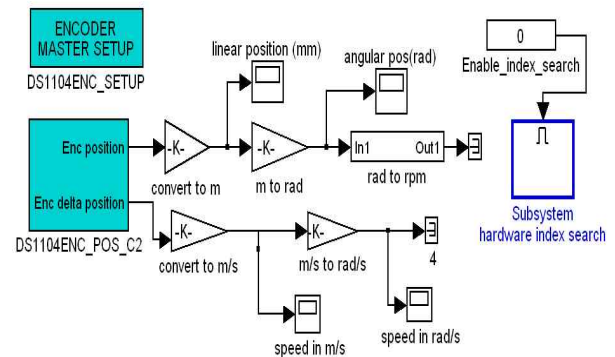 ENCODER
MASTER SETUP
DS1104ENC_SETUP
linear position (mm)
angular pos(rad)
0
Enable_index_search
Enc position
Enc delta position
DS1104ENC_POS_C2
-K-
convert to m
-K-
m to rad
In1 Out1
rad to rpm
3
-K-
convert to m/s
-K-
m/s to rad/s
4
speed in m/s
speed in rad/s
Subsystem
hardware index search